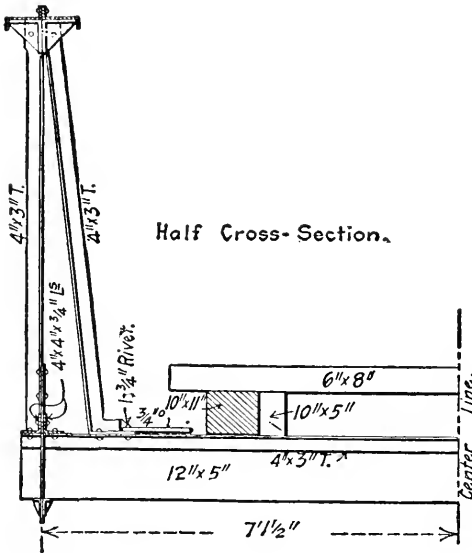 Half Cross-Section.
4"x3"T.
4"x3"T.
4"x4"x3/4" Ls
1-3/4" Rivet.
3/4"
10"x11"
6"x8"
10"x5"
4"x3"T.
12"x5"
Center Line.
7'1½"